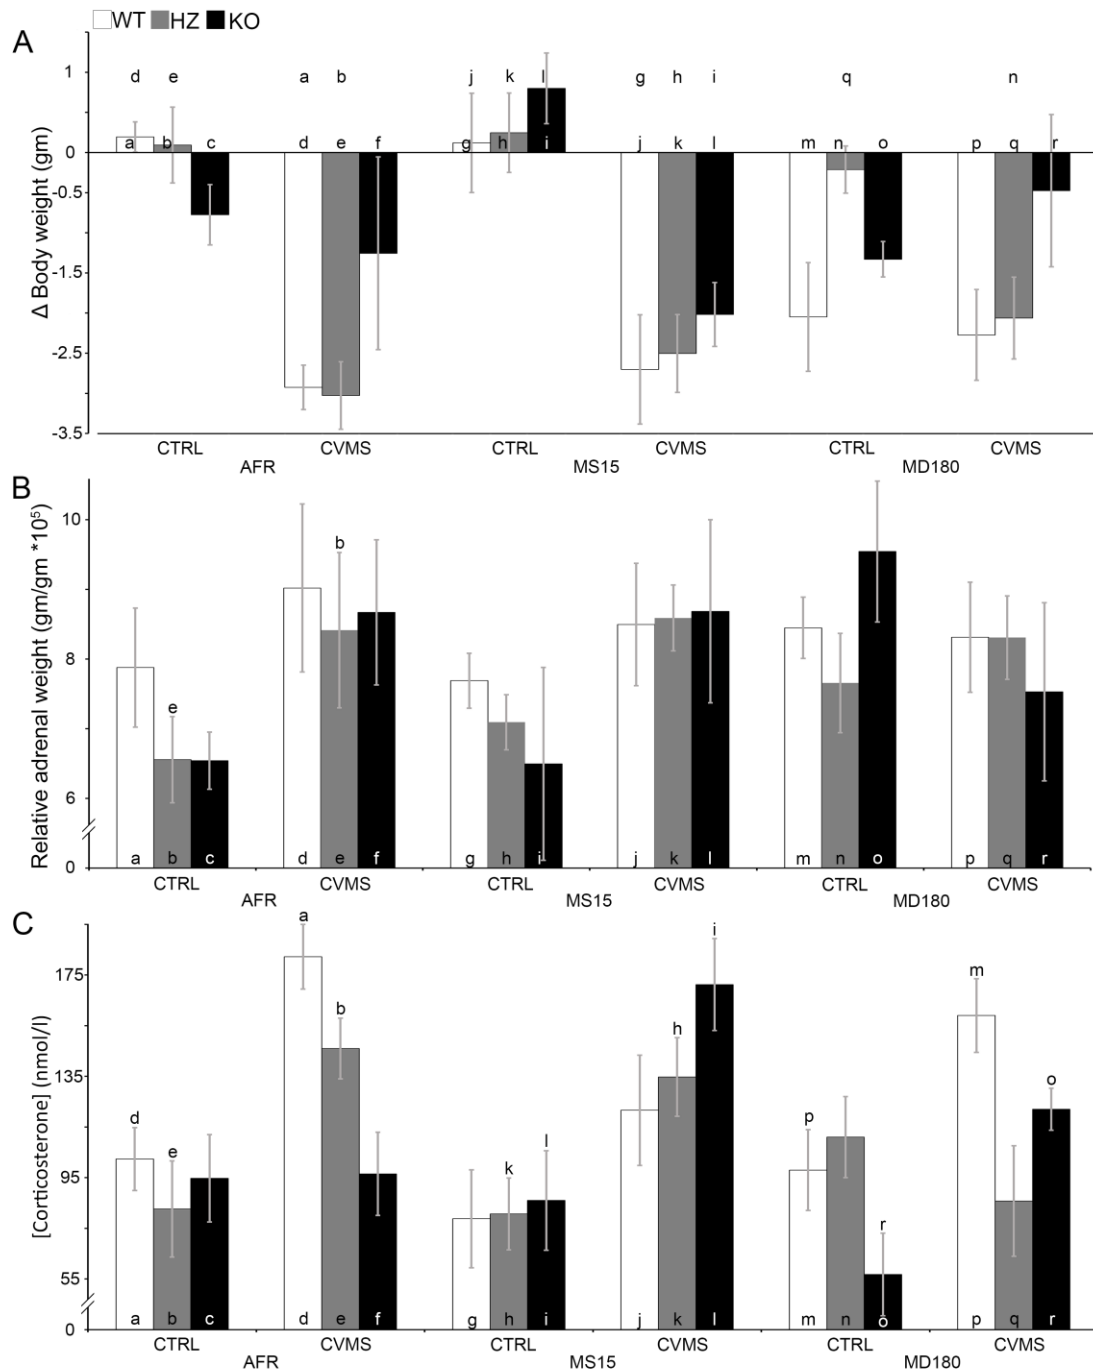 WT HZ KO
A
Δ Body weight (gm)
d e a b j k l g h i q n
1
a b c d e f g h i j k l m n o p q r
0
-0.5
-1.5
-2.5
-3.5
CTRL CVMS CTRL CVMS CTRL CVMS
AFR MS15 MD180
B
Relative adrenal weight (gm/gm *10⁵)
10
b
8
e
6
a b c d e f g h i j k l m n o p q r
0
CTRL CVMS CTRL CVMS CTRL CVMS
AFR MS15 MD180
C
[Corticosterone] (nmol/l)
a
i
175
m
b
h
135
o
d
p
e
k l
95
r
55
a b c d e f g h i j k l m n o p q r
0
CTRL CVMS CTRL CVMS CTRL CVMS
AFR MS15 MD180